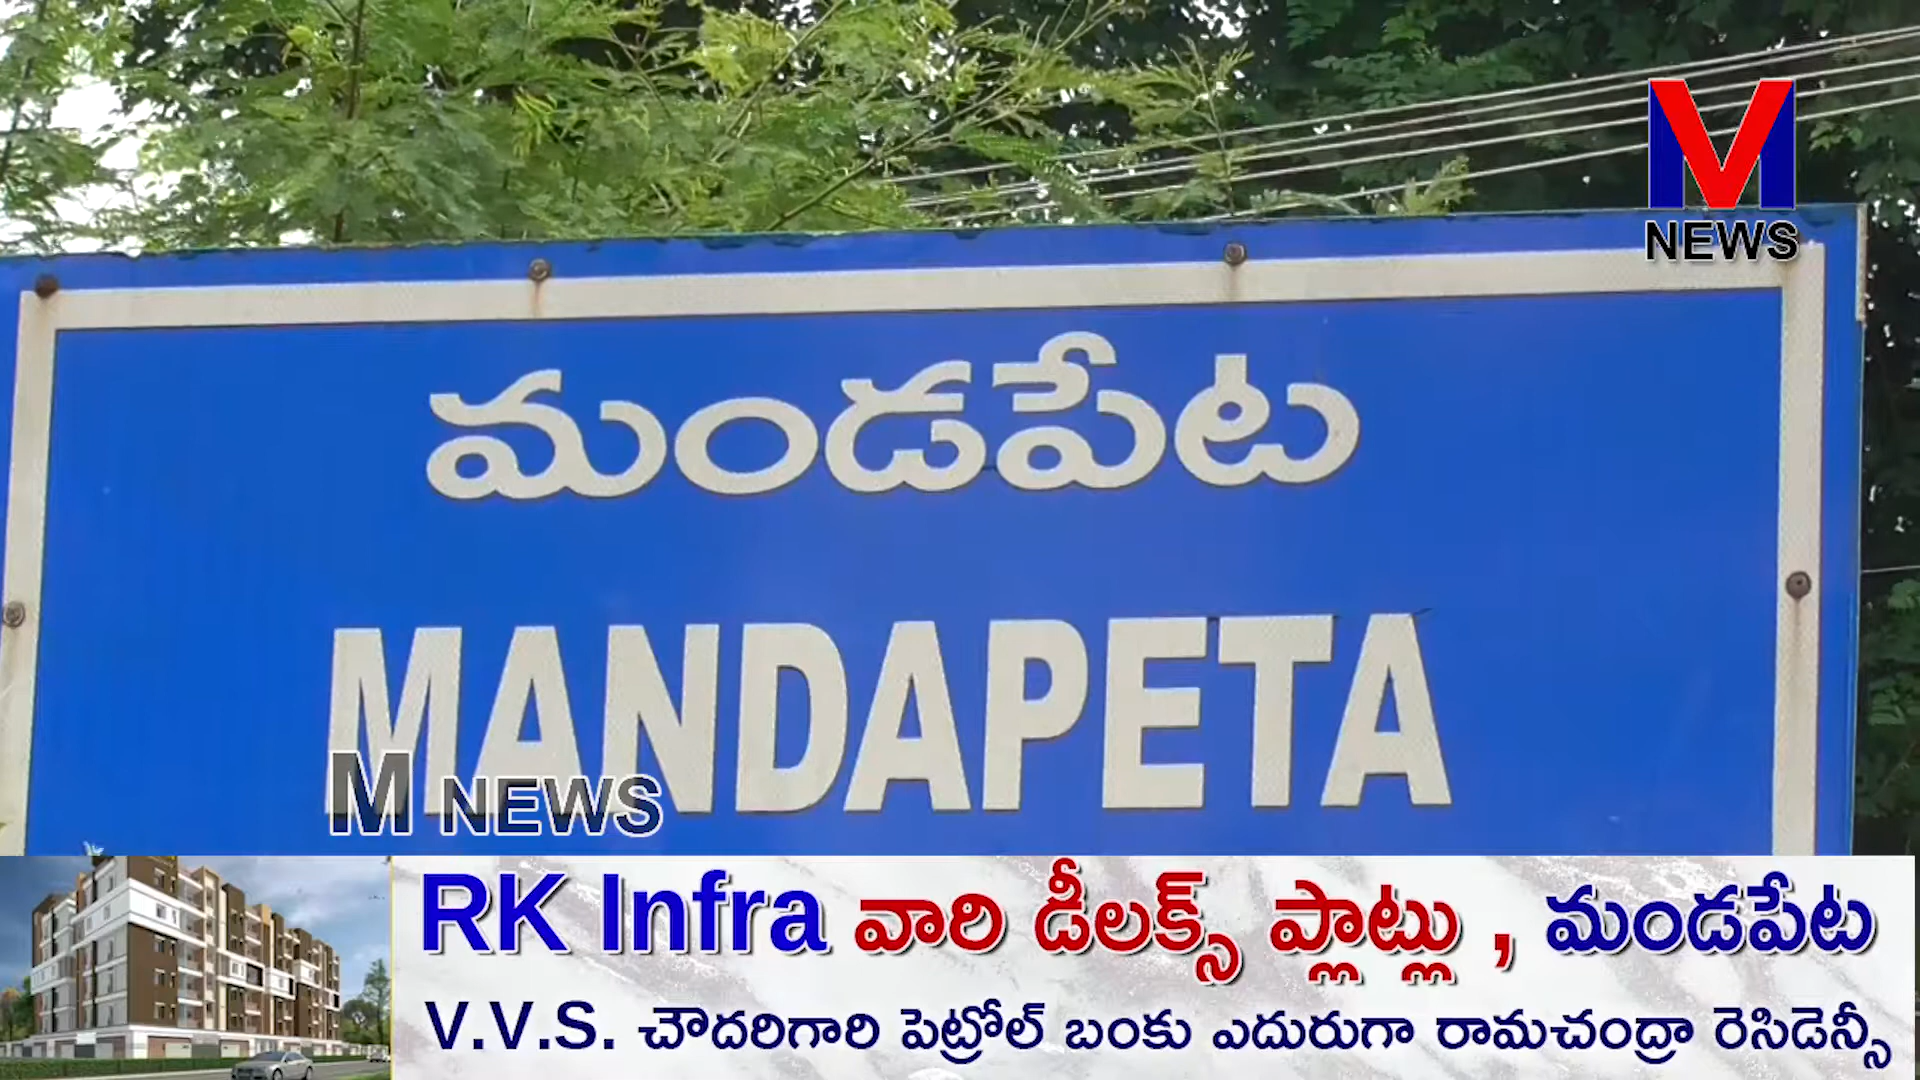 M
NEWS
మండపేట
MANDAPETA
M NEWS
RK Infra వారి డీలక్స్ ప్లాట్లు , మండపేట
V.V.S. చౌదరిగారి పెట్రోల్ బంకు ఎదురుగా రామచంద్రా రెసిడెన్సీ